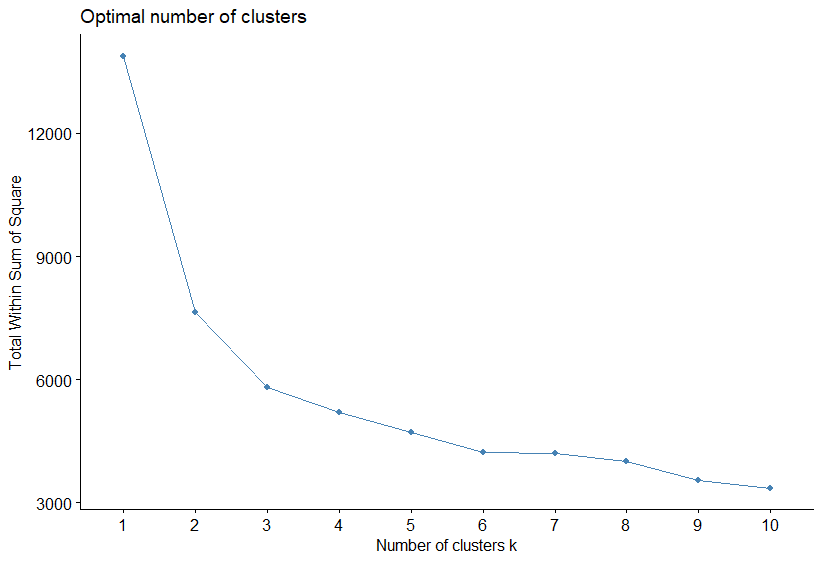 Optimal number of clusters
Total Within Sum of Square
12000
9000
6000
3000
1 2 3 4 5 6 7 8 9 10
Number of clusters k